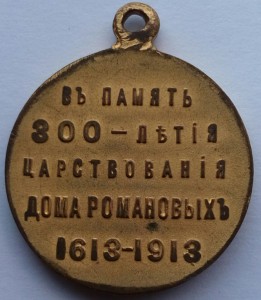 ВЪ ПАМЯТЬ
300-ЛѢТІЯ
ЦАРСТВОВАНІЯ
ДОМА РОМАНОВЫХЪ
1613-1913